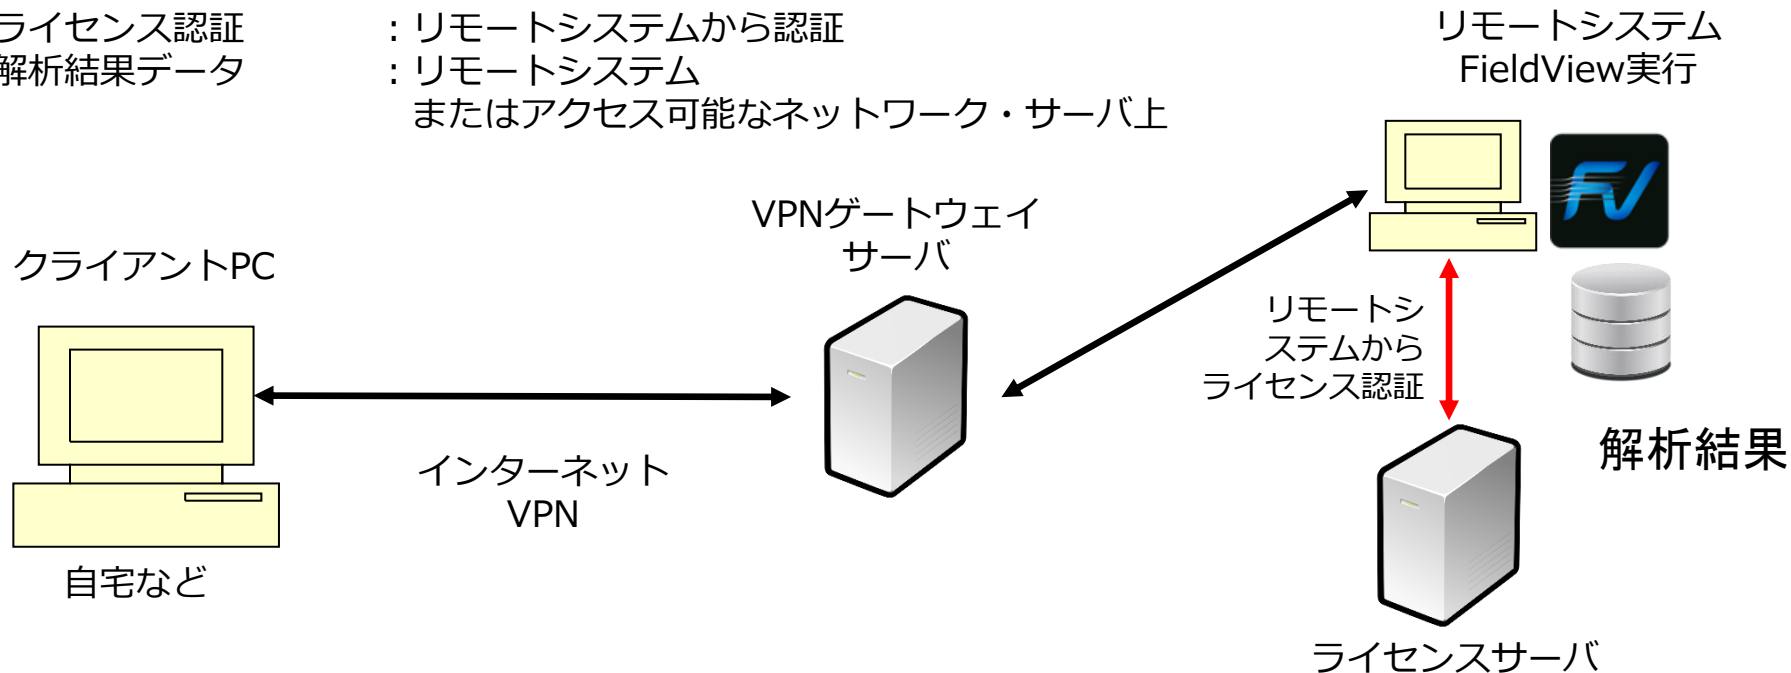 ライセンス認証　：リモートシステムから認証
解析結果データ　：リモートシステム
またはアクセス可能なネットワーク・サーバ上
リモートシステム
FieldView実行
FV
VPNゲートウェイ
サーバ
クライアントPC
リモートシ
ステムから
ライセンス認証
インターネット
VPN
解析結果
自宅など
ライセンスサーバ